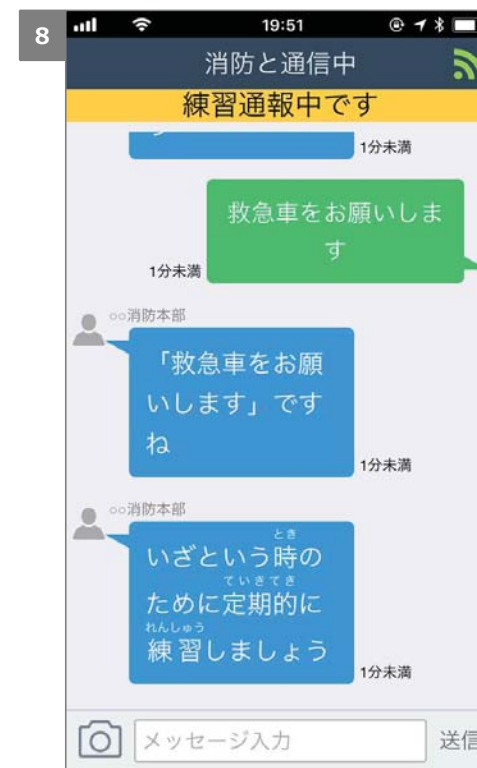 8
19:51
消防と通信中
練習通報中です
1分未満
救急車をお願いしま
す
1分未満
○○消防本部
「救急車をお願
いします」です
ね
1分未満
○○消防本部
とき
いざという時の
ていきてき
ために定期的に
れんしゅう
練習しましょう
1分未満
メッセージ入力
送信